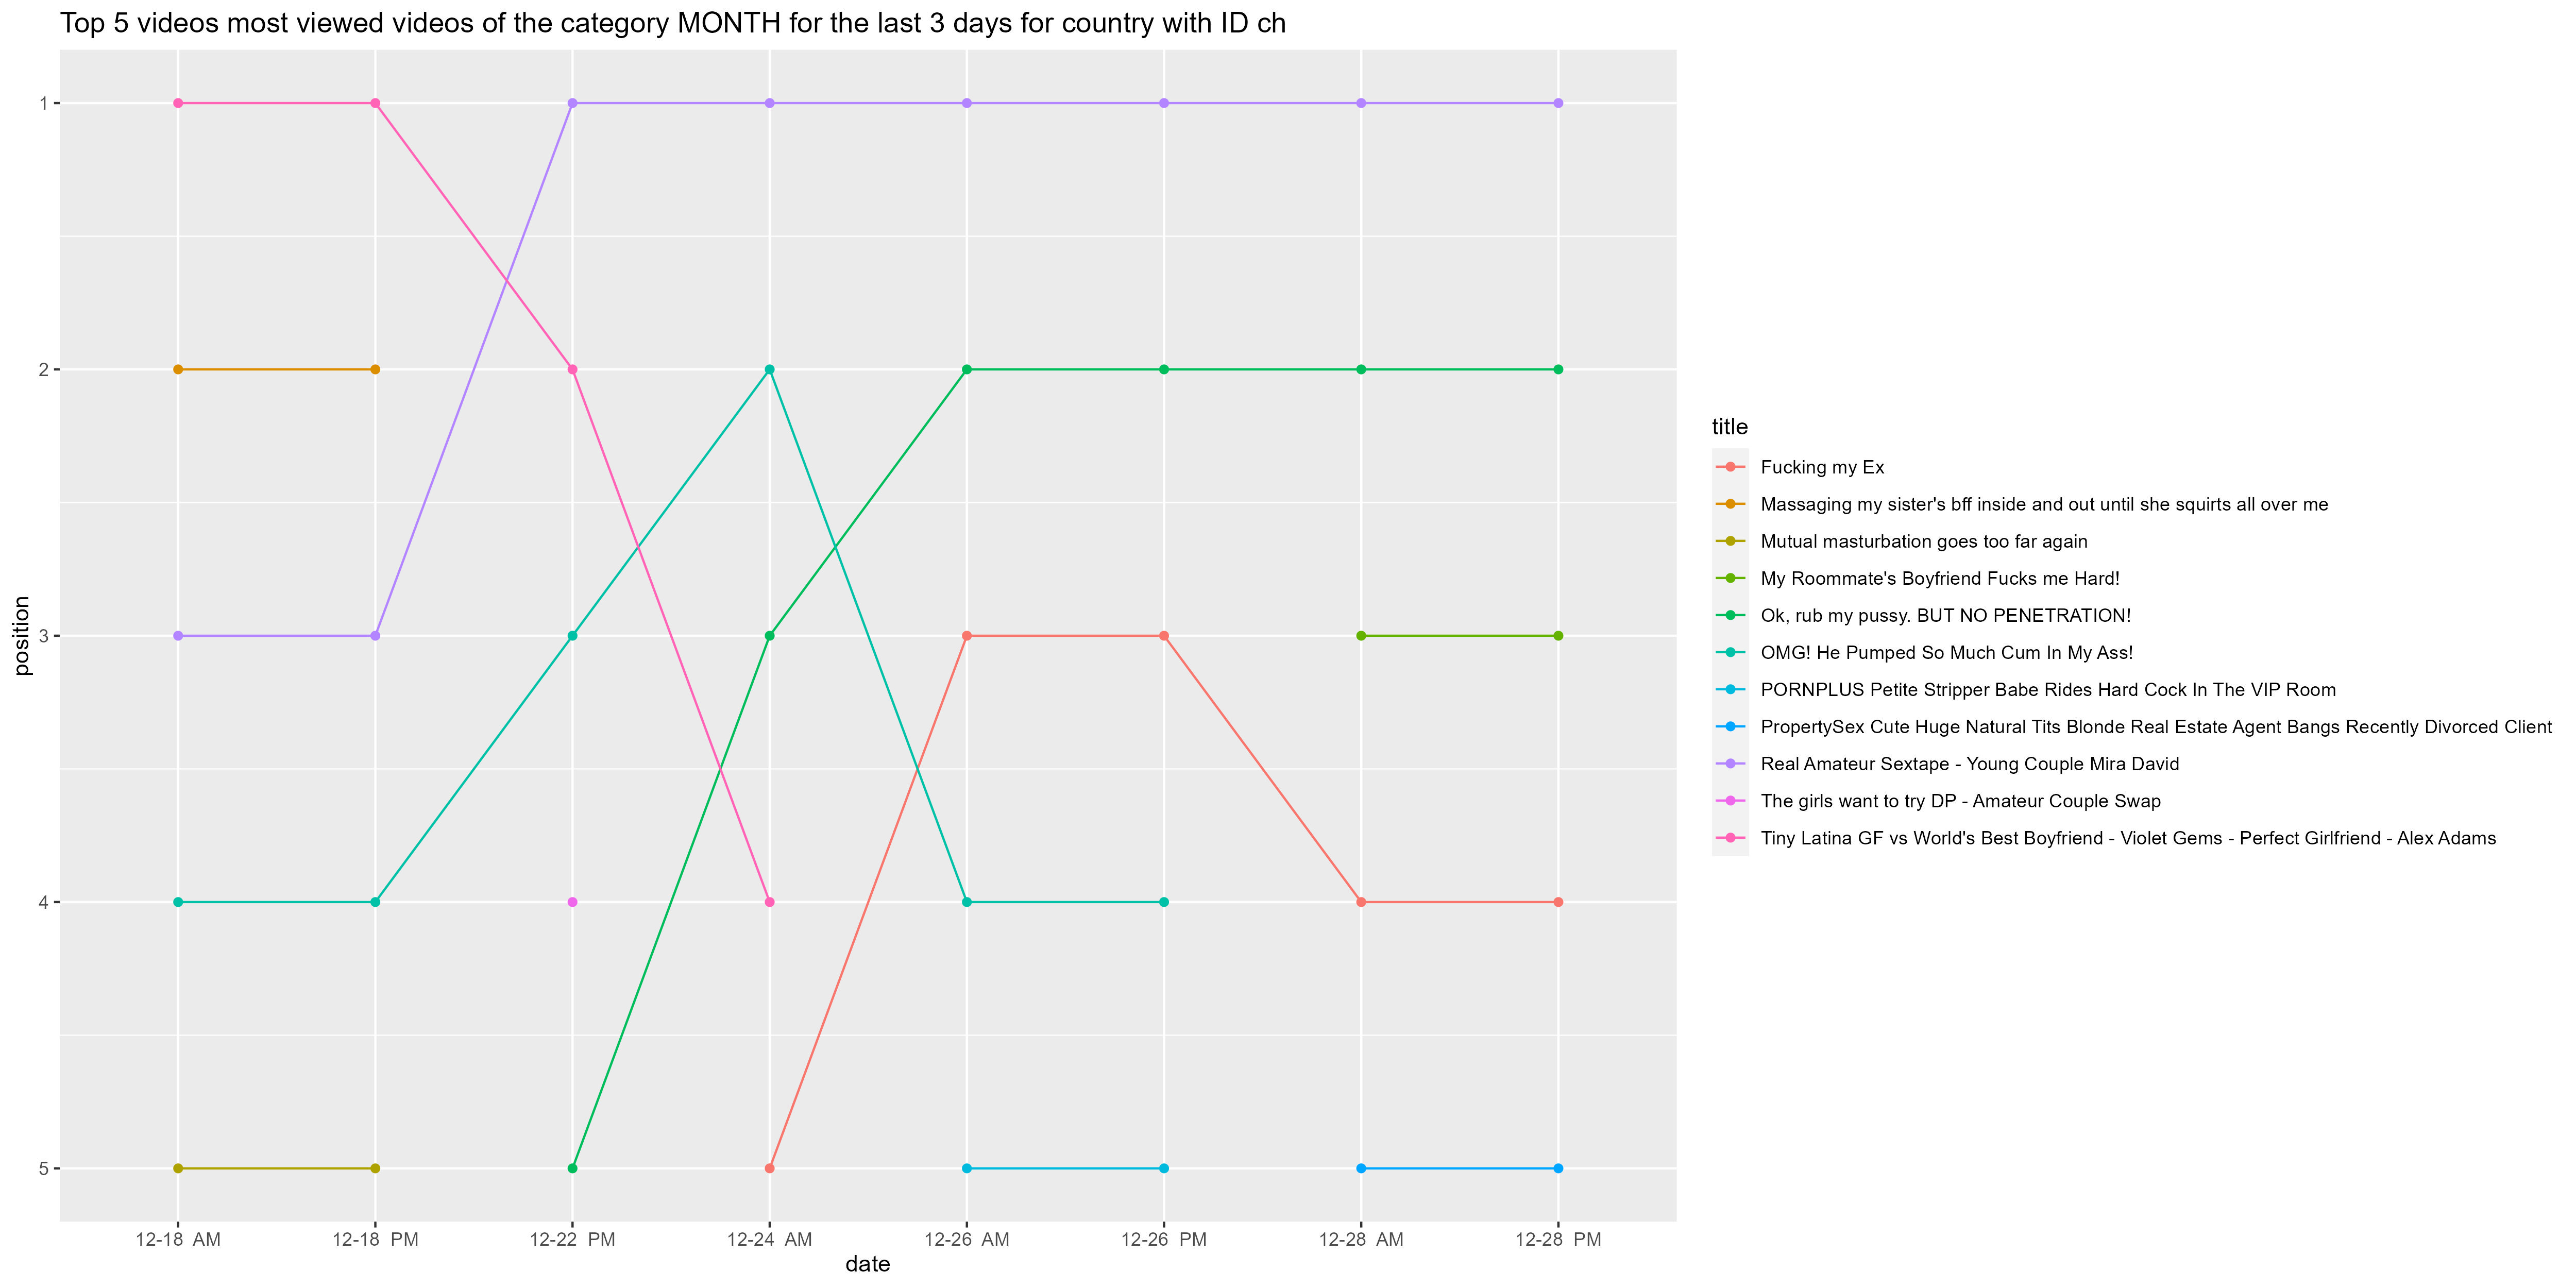 Top 5 videos most viewed videos of the category MONTH for the last 3 days for country with ID ch
1
2
3
4
5
position
12-18 AM
12-18 PM
12-22 PM
12-24 AM
12-26 AM
12-26 PM
12-28 AM
12-28 PM
date
title
Fucking my Ex
Massaging my sister's bff inside and out until she squirts all over me
Mutual masturbation goes too far again
My Roommate's Boyfriend Fucks me Hard!
Ok, rub my pussy. BUT NO PENETRATION!
OMG! He Pumped So Much Cum In My Ass!
PORNPLUS Petite Stripper Babe Rides Hard Cock In The VIP Room
PropertySex Cute Huge Natural Tits Blonde Real Estate Agent Bangs Recently Divorced Client
Real Amateur Sextape - Young Couple Mira David
The girls want to try DP - Amateur Couple Swap
Tiny Latina GF vs World's Best Boyfriend - Violet Gems - Perfect Girlfriend - Alex Adams